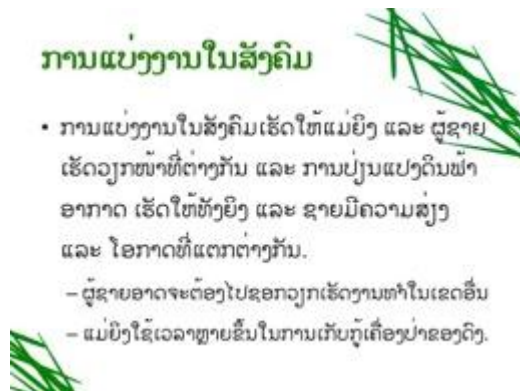 ການແບ່ງງານໃນສັງຄົມ
• ການແບ່ງງານໃນສັງຄົມເຮັດໃຫ້ແມ່ຍິງ ແລະ ຜູ້ຊາຍ
ເຮັດວຽກໜ້າທີ່ຕ່າງກັນ ແລະ ການປ່ຽນແປງດິນຟ້າ
ອາກາດ ເຮັດໃຫ້ທັງຍິງ ແລະ ຊາຍມີຄວາມສ່ຽງ
ແລະ ໂອກາດທີ່ແຕກຕ່າງກັນ.
– ຜູ້ຊາຍອາດຈະຕ້ອງໄປຊອກວຽກເຮັດງານທຳໃນເຂດອື່ນ
– ແມ່ຍິງໃຊ້ເວລາຫຼາຍຂຶ້ນໃນການເກັບກູ້ເຄື່ອງປ່າຂອງດົງ.